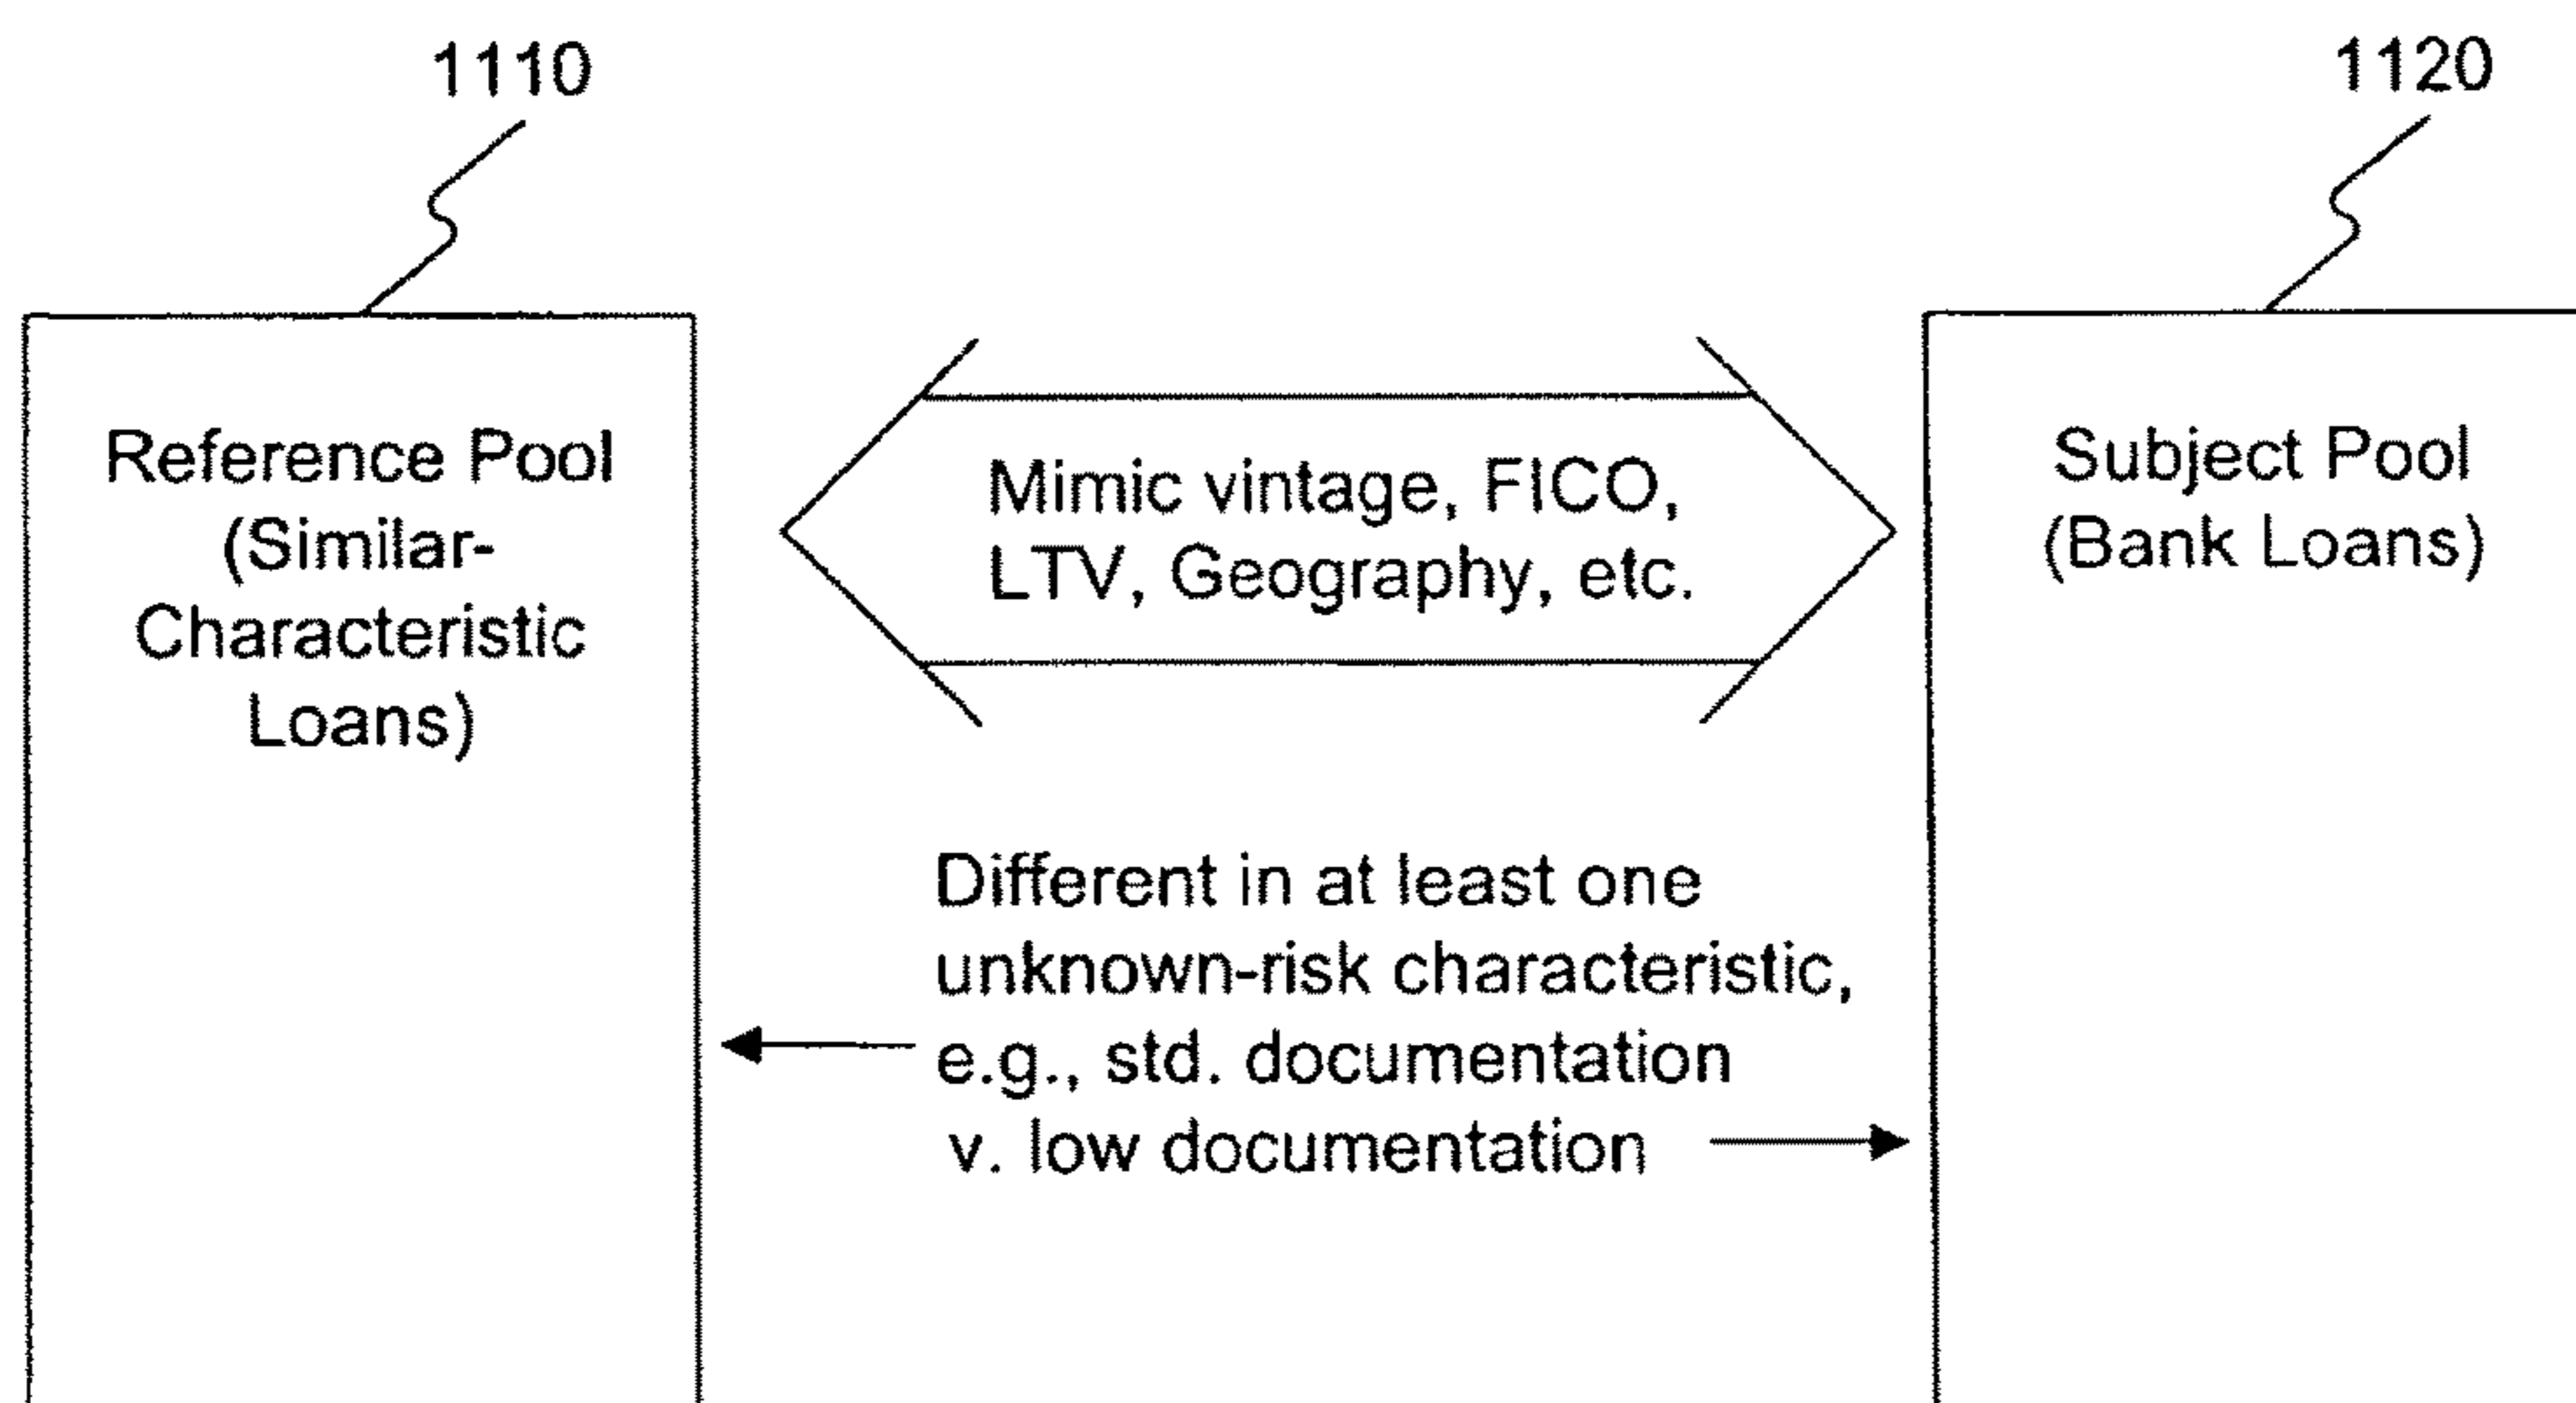 1110
1120
Reference Pool
(Similar-
Characteristic
Loans)
Mimic vintage, FICO,
LTV, Geography, etc.
Subject Pool
(Bank Loans)
Different in at least one
unknown-risk characteristic,
e.g., std. documentation
v. low documentation